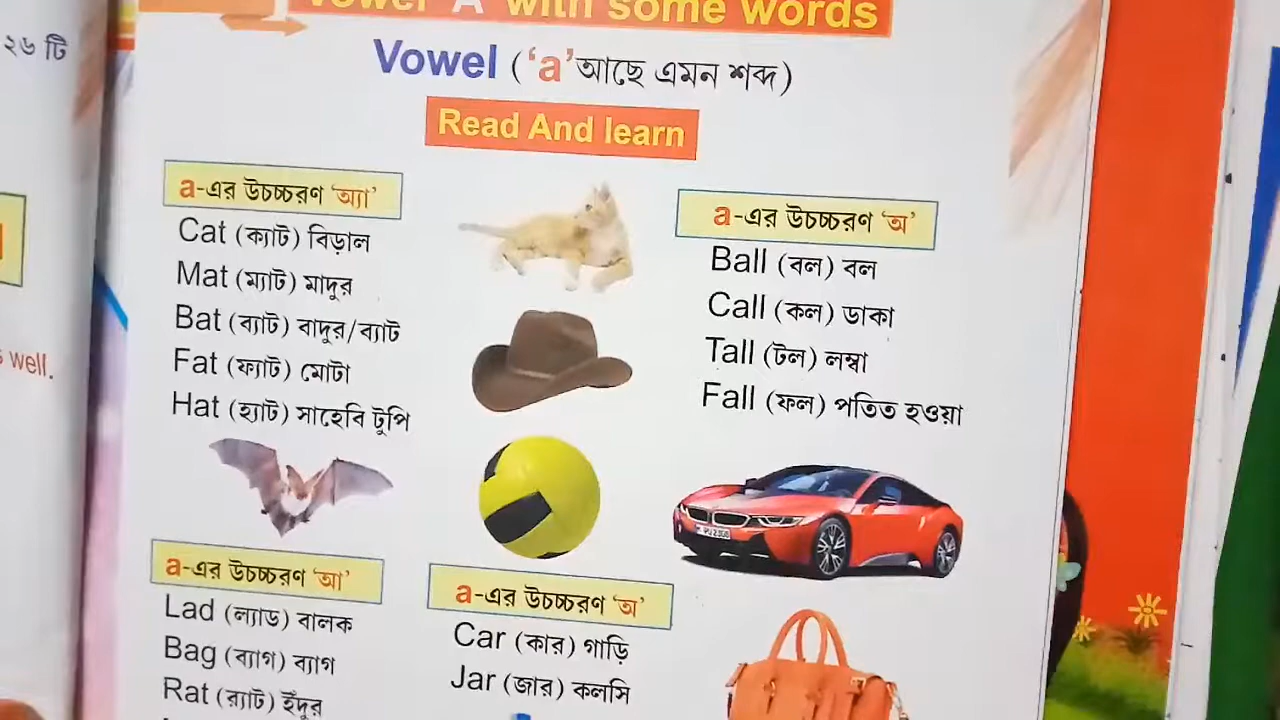 Vowel 'A' with some words
Vowel ('a'আছে এমন শব্দ)
Read And learn
a-এর উচ্চারণ 'অ্যা'
Cat (ক্যাট) বিড়াল
Mat (ম্যাট) মাদুর
Bat (ব্যাট) বাদুর/ব্যাট
Fat (ফ্যাট) মোটা
Hat (হ্যাট) সাহেবি টুপি
a-এর উচ্চারণ 'অ'
Ball (বল) বল
Call (কল) ডাকা
Tall (টল) লম্বা
Fall (ফল) পতিত হওয়া
a-এর উচ্চারণ 'আ'
Lad (ল্যাড) বালক
Bag (ব্যাগ) ব্যাগ
Rat (র‍্যাট) ইঁদুর
a-এর উচ্চারণ 'অ'
Car (কার) গাড়ি
Jar (জার) কলসি
২৬ টি
well.